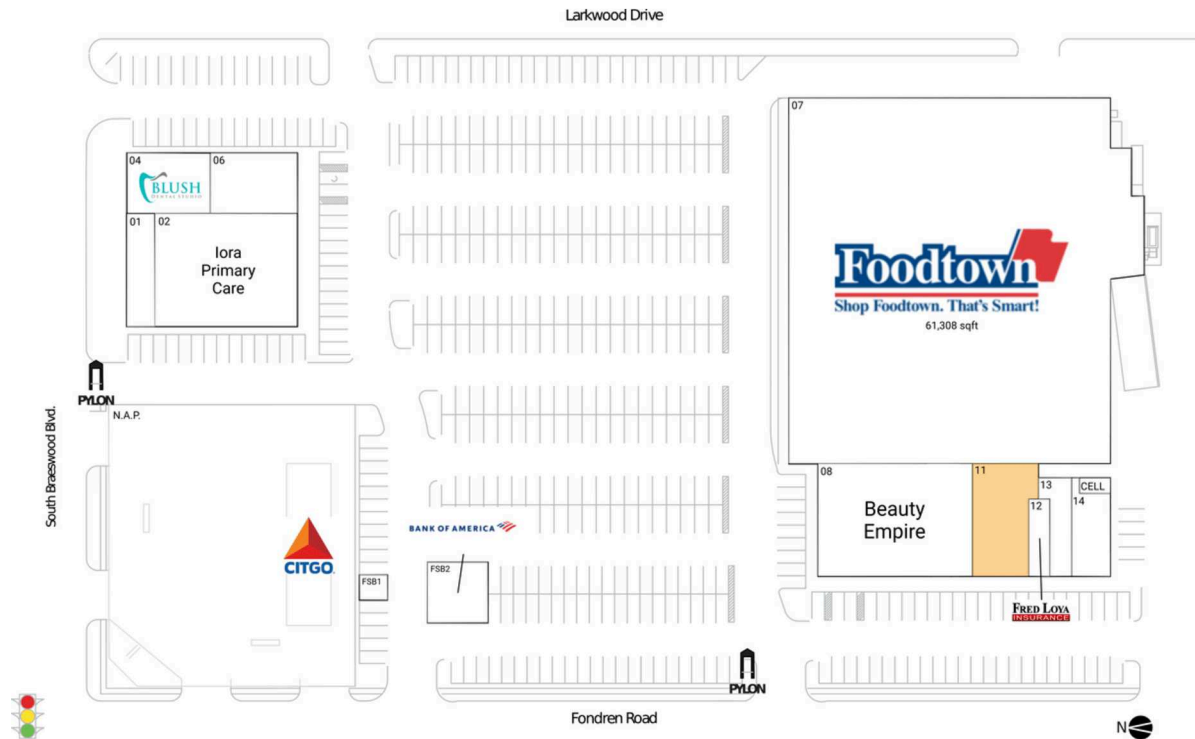 Larkwood Drive
07
04
06
BLUSH
DENTAL STUDIO
01
02
Iora
Primary
Care
Foodtown
Shop Foodtown. That's Smart!
61,308 sqft
PYLON
South Braeswood Blvd.
N.A.P.
08
11
13
CELL
14
12
Beauty
Empire
BANK OF AMERICA
CITGO
FSB1
FSB2
FRED LOYA
INSURANCE
PYLON
Fondren Road
N